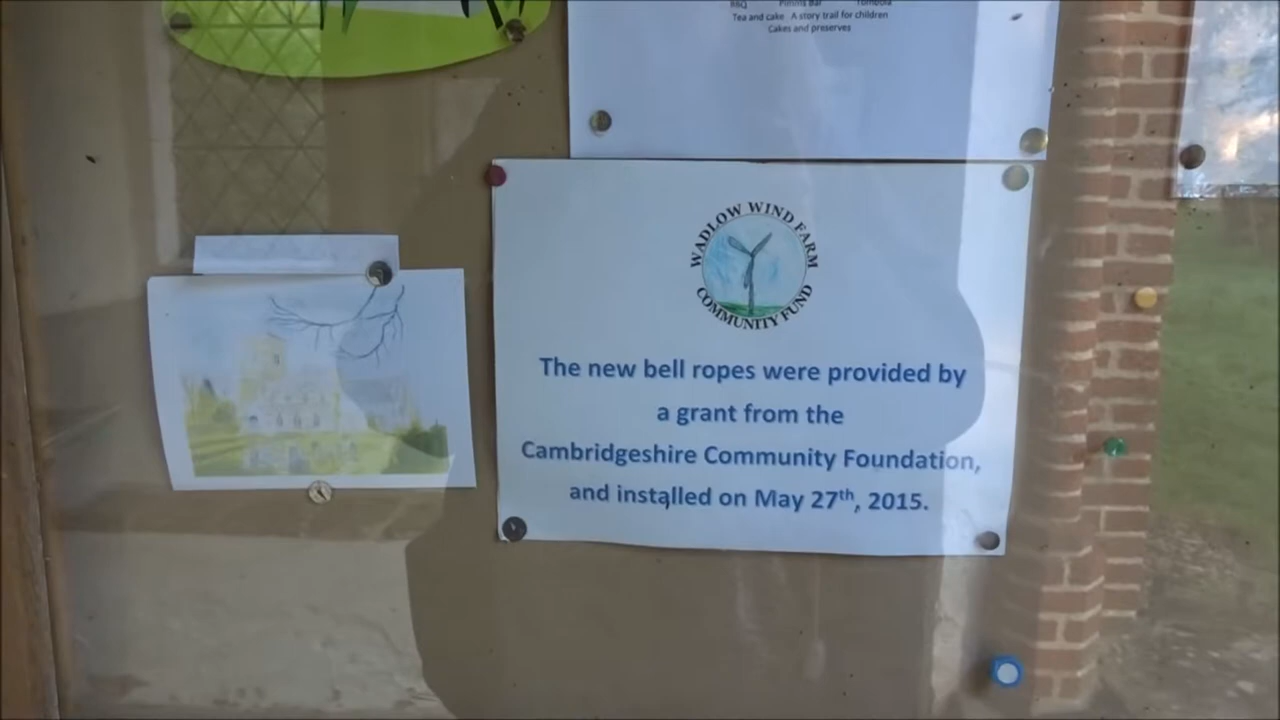 BBQ Pimms Bar Tombola
Tea and cake A story trail for children
Cakes and preserves
WADLOW WIND FARM
COMMUNITY FUND
The new bell ropes were provided by
a grant from the
Cambridgeshire Community Foundation,
and installed on May 27th, 2015.